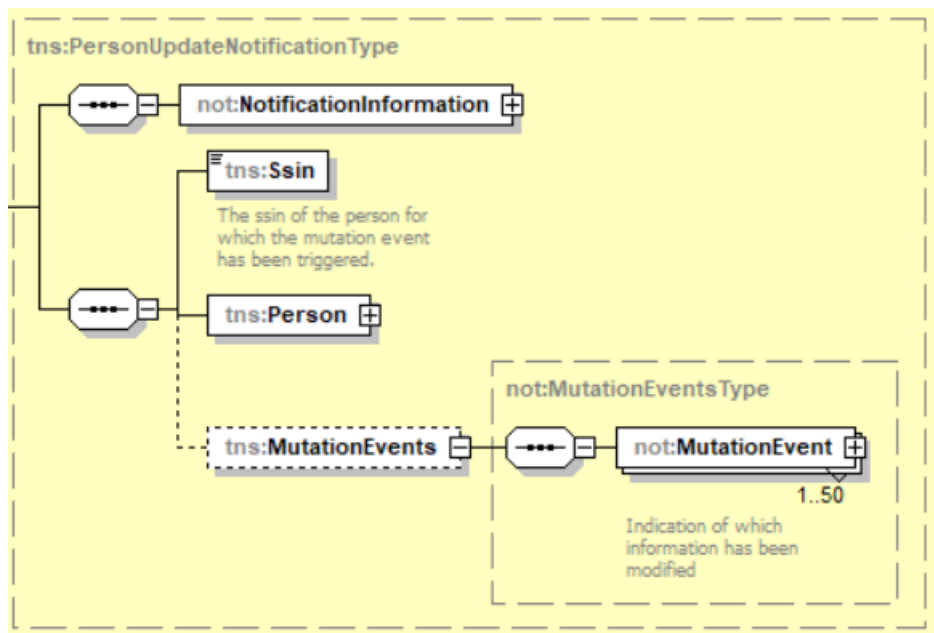 tns:PersonUpdateNotificationType
not:NotificationInformation
tns:Ssin
The ssin of the person for
which the mutation event
has been triggered.
tns:Person
not:MutationEventsType
tns:MutationEvents
not:MutationEvent
1..50
Indication of which
information has been
modified